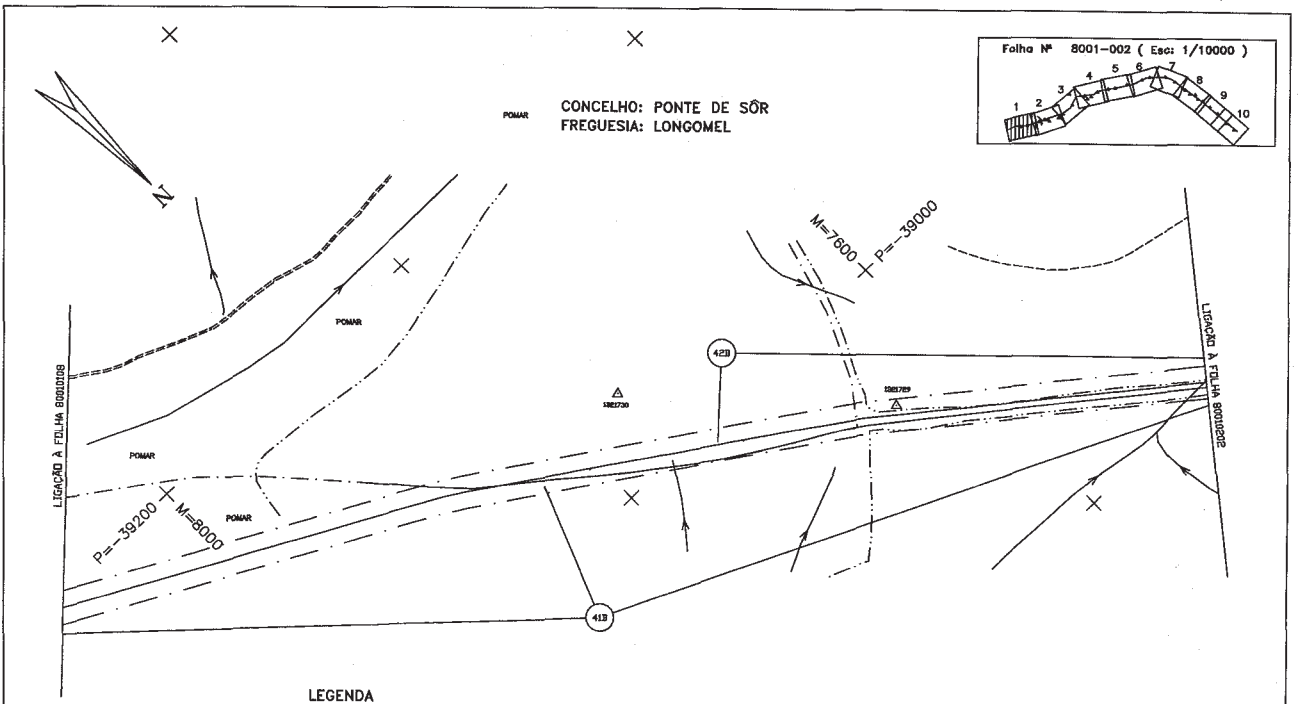 Folha Nº 8001-002 ( Esc: 1/10000 )
1 2 3 4 5 6 7 8 9 10
CONCELHO: PONTE DE SÔR
FREGUESIA: LONGOMEL
POMAR
N
M=7600
P=-39000
POMAR
LIGAÇÃO À FOLHA 80010108
LIGAÇÃO À FOLHA 80010202
42B
1321730
1321729
POMAR
P=-39200
M=8000
POMAR
41B
LEGENDA